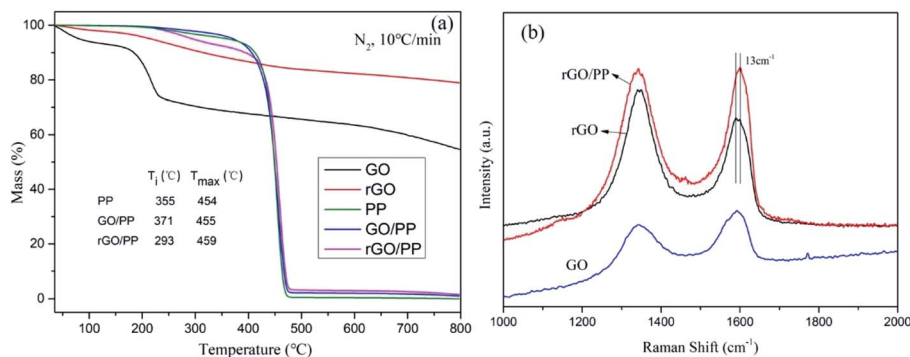 (a)
N₂, 10℃/min
Mass (%)
100
80
60
40
20
0
Tᵢ (℃) Tmax (℃)
PP 355 454
GO/PP 371 455
rGO/PP 293 459
GO
rGO
PP
GO/PP
rGO/PP
100 200 300 400 500 600 700 800
Temperature (℃)
(b)
13cm⁻¹
rGO/PP
rGO
GO
Intensity (a.u.)
1000 1200 1400 1600 1800 2000
Raman Shift (cm⁻¹)